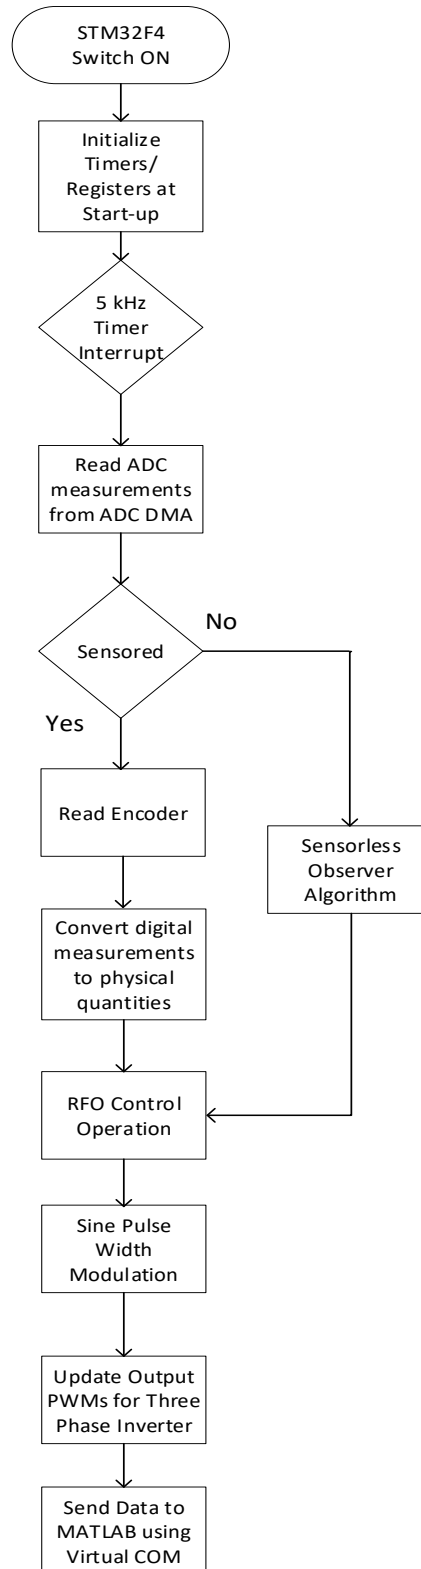 STM32F4
Switch ON
Initialize
Timers/
Registers at
Start-up
5 kHz
Timer
Interrupt
Read ADC
measurements
from ADC DMA
Sensored
No
Yes
Read Encoder
Sensorless
Observer
Algorithm
Convert digital
measurements
to physical
quantities
RFO Control
Operation
Sine Pulse
Width
Modulation
Update Output
PWMs for Three
Phase Inverter
Send Data to
MATLAB using
Virtual COM